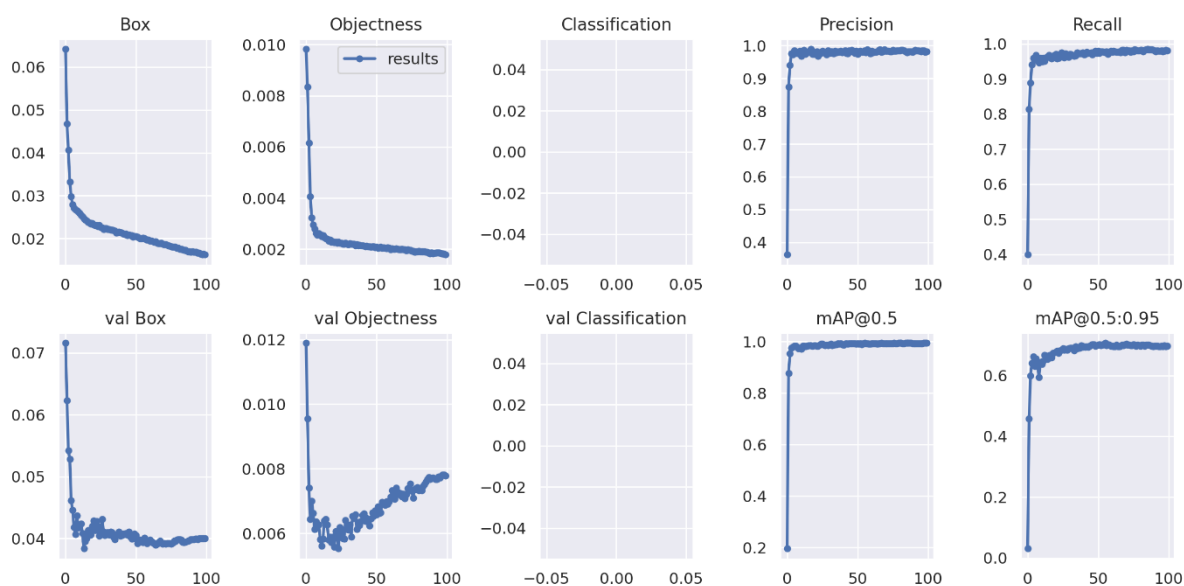 Box
Objectness
Classification
Precision
Recall
0.06
0.05
0.04
0.03
0.02
0 50 100
results
0.010
0.008
0.006
0.004
0.002
0 50 100
0.04
0.02
0.00
−0.02
−0.04
−0.05 0.00 0.05
1.0
0.9
0.8
0.7
0.6
0.5
0.4
0 50 100
1.0
0.9
0.8
0.7
0.6
0.5
0.4
0 50 100
val Box
val Objectness
val Classification
mAP@0.5
mAP@0.5:0.95
0.07
0.06
0.05
0.04
0 50 100
0.012
0.010
0.008
0.006
0 50 100
0.04
0.02
0.00
−0.02
−0.04
−0.05 0.00 0.05
1.0
0.8
0.6
0.4
0.2
0 50 100
0.6
0.4
0.2
0.0
0 50 100